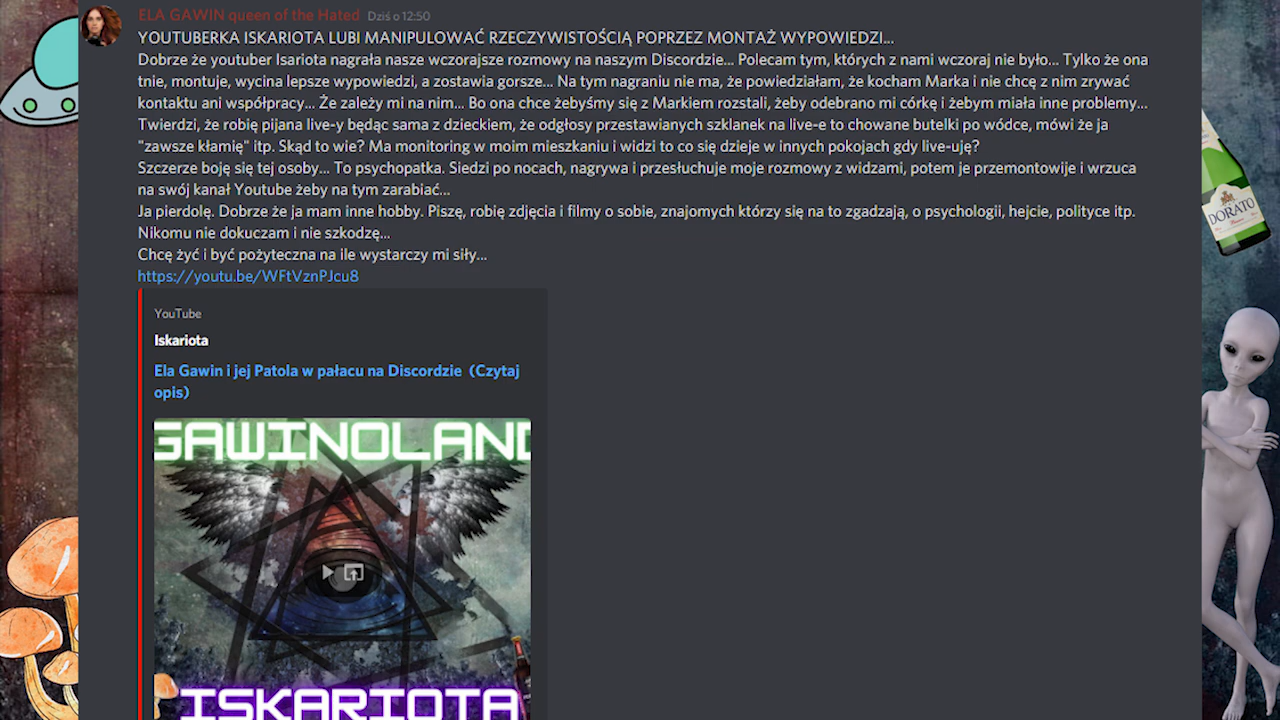 ELA GAWIN queen of the Hated Dziś o 12:50
YOUTUBERKA ISKARIOTA LUBI MANIPULOWAĆ RZECZYWISTOŚCIĄ POPRZEZ MONTAŻ WYPOWIEDZI...
Dobrze że youtuber Isariota nagrała nasze wczorajsze rozmowy na naszym Discordzie... Polecam tym, których z nami wczoraj nie było... Tylko że ona
tnie, montuje, wycina lepsze wypowiedzi, a zostawia gorsze... Na tym nagraniu nie ma, że powiedziałam, że kocham Marka i nie chcę z nim zrywać
kontaktu ani współpracy... Że zależy mi na nim... Bo ona chce żebyśmy się z Markiem rozstali, żeby odebrano mi córkę i żebym miała inne problemy...
Twierdzi, że robię pijana live-y będąc sama z dzieckiem, że odgłosy przestawianych szklanek na live-e to chowane butelki po wódce, mówi że ja
"zawsze kłamię" itp. Skąd to wie? Ma monitoring w moim mieszkaniu i widzi to co się dzieje w innych pokojach gdy live-uję?
Szczerze boję się tej osoby... To psychopatka. Siedzi po nocach, nagrywa i przesłuchuje moje rozmowy z widzami, potem je przemontowije i wrzuca
na swój kanał Youtube żeby na tym zarabiać...
Ja pierdolę. Dobrze że ja mam inne hobby. Piszę, robię zdjęcia i filmy o sobie, znajomych którzy się na to zgadzają, o psychologii, hejcie, polityce itp.
Nikomu nie dokuczam i nie szkodzę...
Chcę żyć i być pożyteczna na ile wystarczy mi siły...
https://youtu.be/WFtVznPJcu8
YouTube
Iskariota
Ela Gawin i jej Patola w pałacu na Discordzie (Czytaj
opis)
GAWINOLAND
ISKARIOTA
DORATO